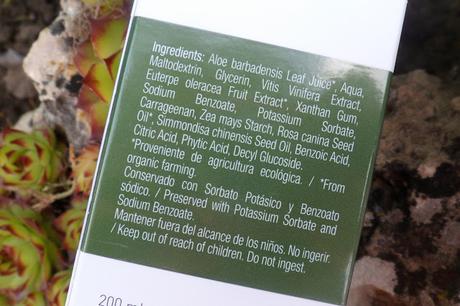 Ingredients: Aloe barbadensis Leaf Juice*, Aqua,
Maltodextrin, Glycerin, Vitis Vinifera Extract,
Euterpe oleracea Fruit Extract*, Xanthan Gum,
Sodium Benzoate, Potassium Sorbate,
Carrageenan, Zea mays Starch, Rosa canina Seed
Oil*, Simmondisa chinensis Seed Oil, Benzoic Acid,
Citric Acid, Phytic Acid, Decyl Glucoside.
*Proveniente de agricultura ecológica. / *From
organic farming.
Conservado con Sorbato Potásico y Benzoato
sódico. / Preserved with Potassium Sorbate and
Sodium Benzoate.
Mantener fuera del alcance de los niños. No ingerir.
/ Keep out of reach of children. Do not ingest.
200 ml